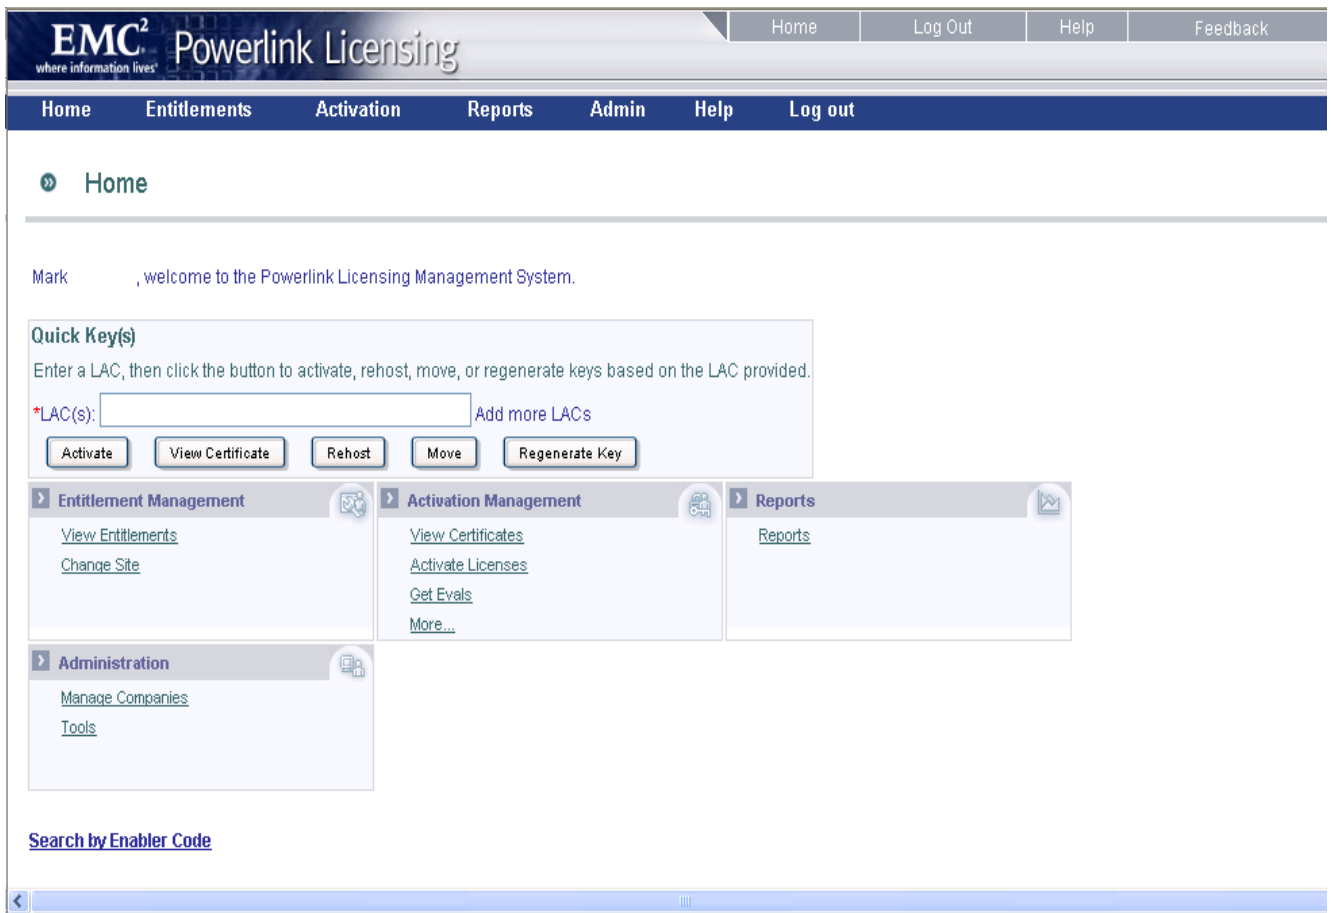 EMC²
where information lives®
Powerlink Licensing
Home Log Out Help Feedback
Home Entitlements Activation Reports Admin Help Log out
Home
Mark , welcome to the Powerlink Licensing Management System.
Quick Key(s)
Enter a LAC, then click the button to activate, rehost, move, or regenerate keys based on the LAC provided.
*LAC(s): Add more LACs
Activate View Certificate Rehost Move Regenerate Key
Entitlement Management
View Entitlements
Change Site
Activation Management
View Certificates
Activate Licenses
Get Evals
More...
Reports
Reports
Administration
Manage Companies
Tools
Search by Enabler Code